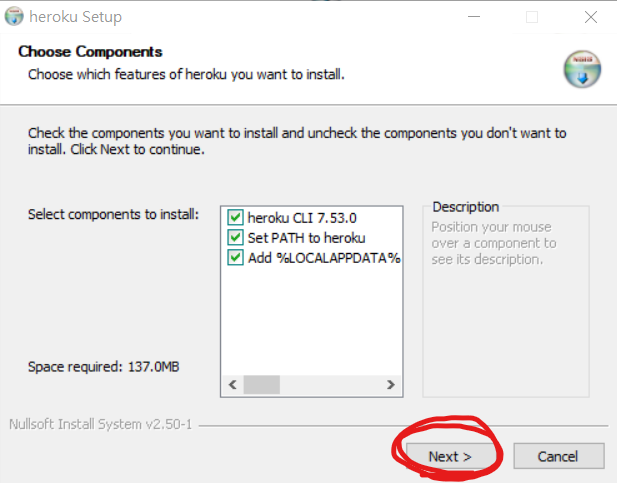 heroku Setup
Choose Components
Choose which features of heroku you want to install.
Check the components you want to install and uncheck the components you don't want to
install. Click Next to continue.
Select components to install:
heroku CLI 7.53.0
Set PATH to heroku
Add %LOCALAPPDATA%
Description
Position your mouse
over a component to
see its description.
Space required: 137.0MB
Nullsoft Install System v2.50-1
Next >
Cancel